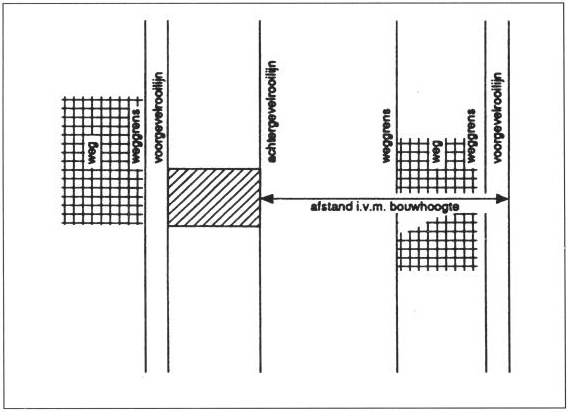 weg
weggrens
voorgevelrooilijn
achtergevelrooilijn
weggrens
weg
weggrens
voorgevelrooilijn
afstand i.v.m. bouwhoogte